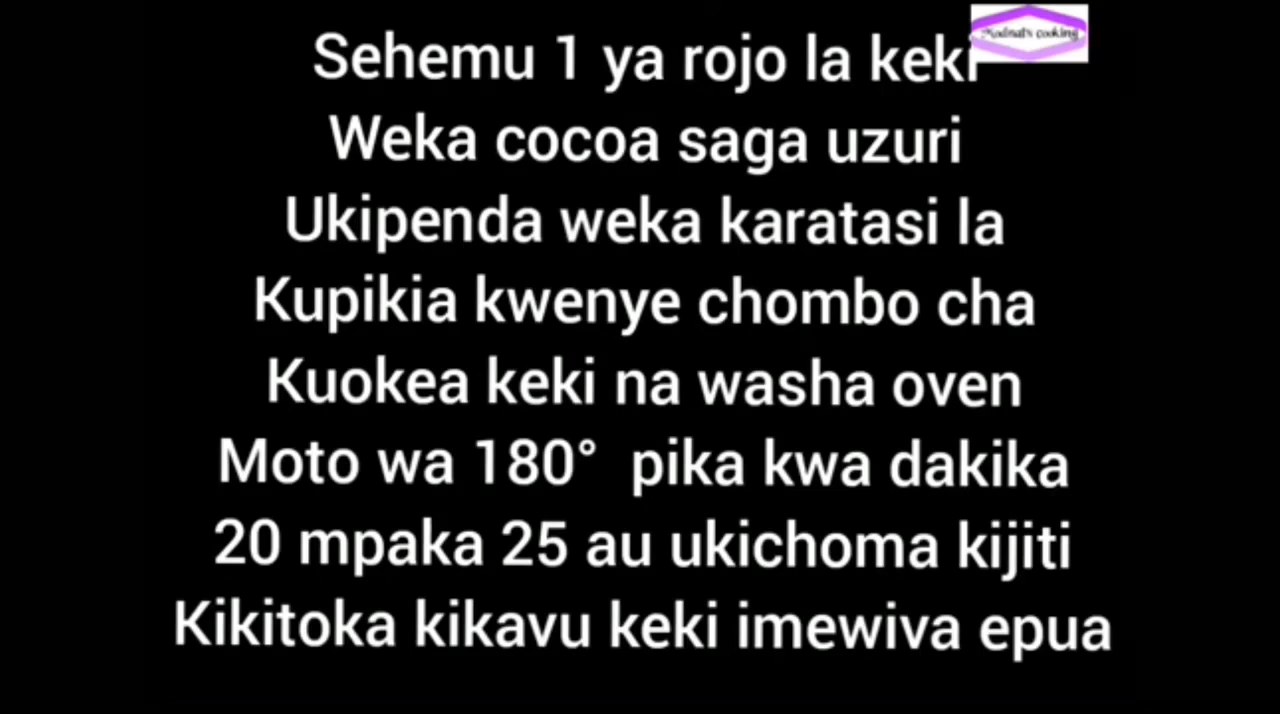 Sehemu 1 ya rojo la keki
Weka cocoa saga uzuri
Ukipenda weka karatasi la
Kupikia kwenye chombo cha
Kuokea keki na washa oven
Moto wa 180° pika kwa dakika
20 mpaka 25 au ukichoma kijiti
Kikitoka kikavu keki imewiva epua
cooking